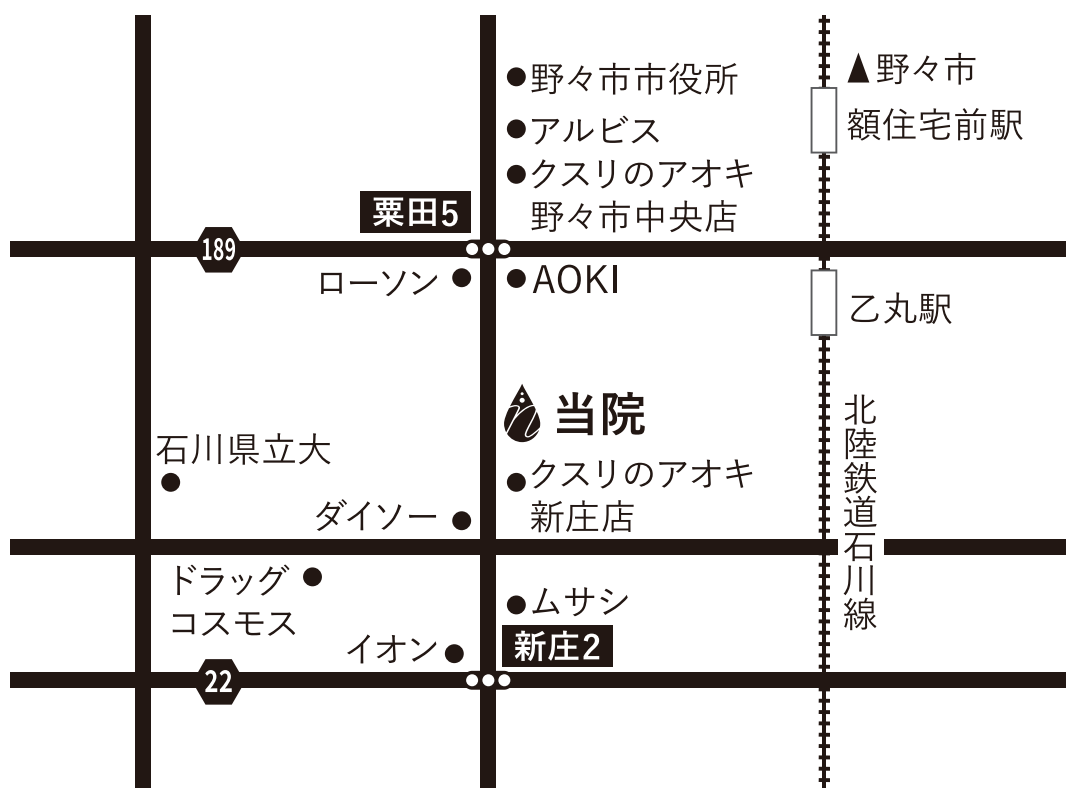 野々市市役所
アルビス
クスリのアオキ
野々市中央店
粟田5
189
ローソン
AOKI
▲野々市
額住宅前駅
乙丸駅
当院
石川県立大
クスリのアオキ
新庄店
ダイソー
北陸鉄道石川線
ドラッグ
コスモス
ムサシ
イオン
新庄2
22